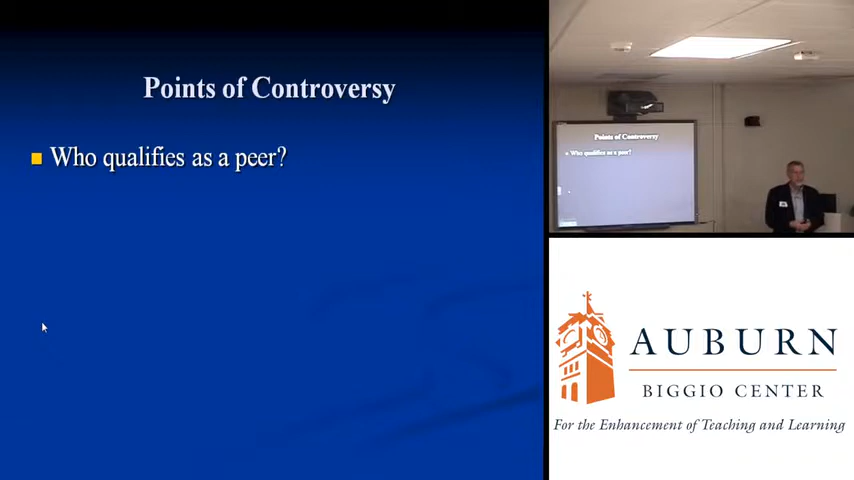 Points of Controversy
Who qualifies as a peer?
Points of Controversy
Who qualifies as a peer?
AUBURN
BIGGIO CENTER
For the Enhancement of Teaching and Learning